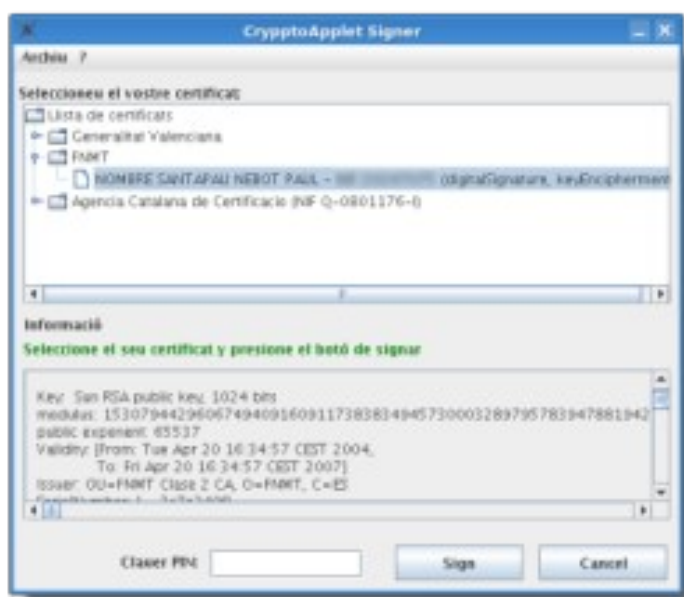 CrypptoApplet Signer
Archiu ?
Seleccioneu el vostre certificat:
Llista de certificats
Generalitat Valenciana
FNMT
NOMBRE SANTAPAU NEBOT PAUL - (digitalSignature, keyEncipherment
Agencia Catalana de Certificacio (NIF Q-0801176-I)
Informació
Seleccione el seu certificat y presione el botó de signar
Key: Sun RSA public key, 1024 bits
public exponent: 65537
Validity: [From: Tue Apr 20 16:34:57 CEST 2004,
To: Fri Apr 20 16:34:57 CEST 2007]
Issuer: OU=FNMT Clase 2 CA, O=FNMT, C=ES
Clauer PIN:
Sign
Cancel